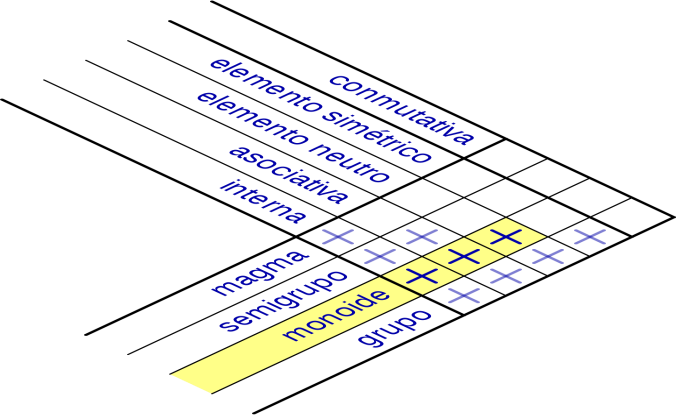 conmutativa
elemento simétrico
elemento neutro
asociativa
interna
magma
semigrupo
monoide
grupo